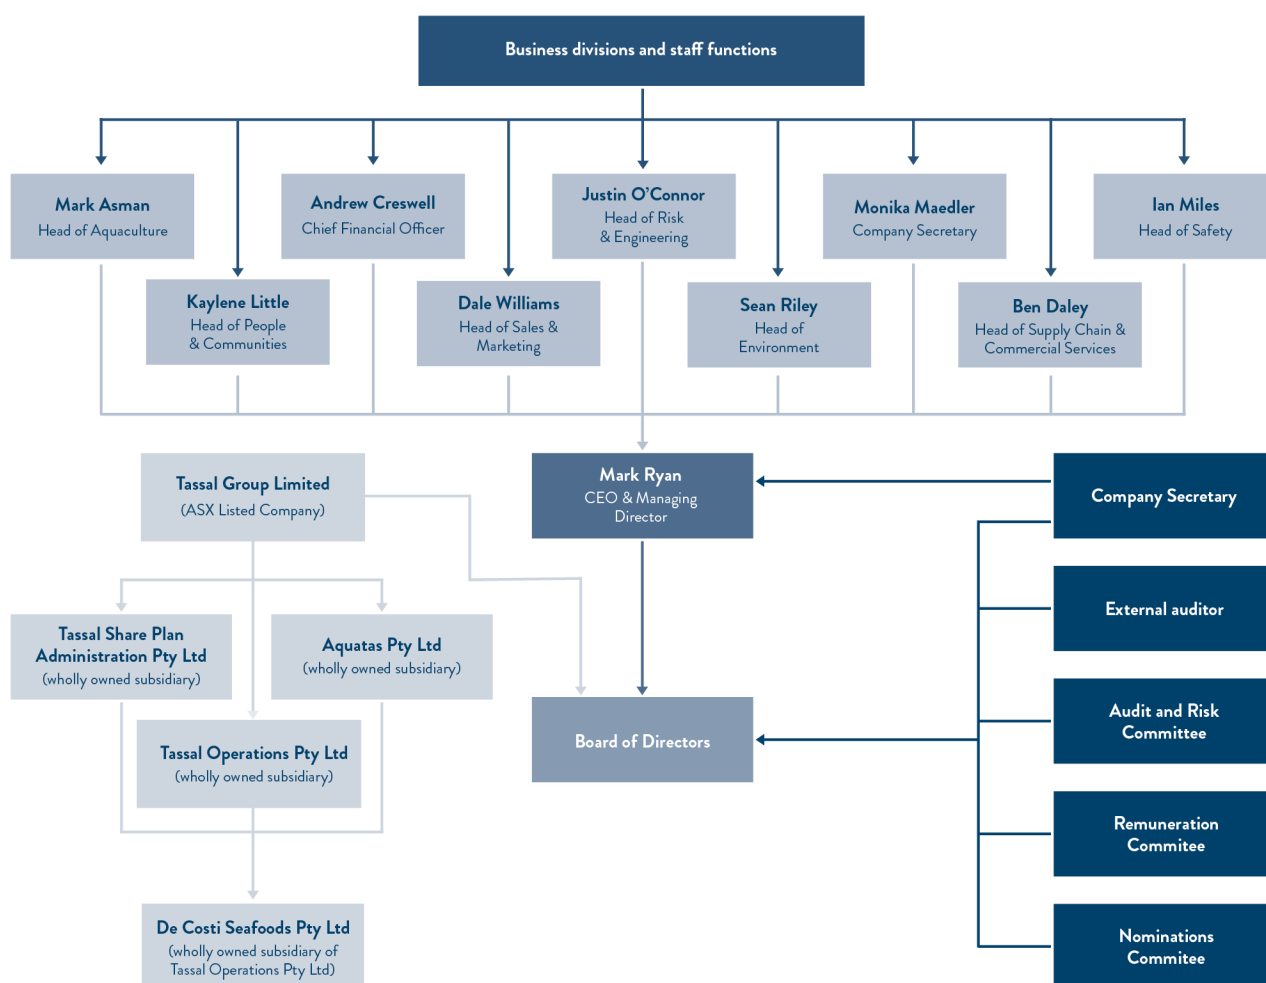 Business divisions and staff functions
Mark Asman
Head of Aquaculture
Andrew Creswell
Chief Financial Officer
Justin O’Connor
Head of Risk
& Engineering
Monika Maedler
Company Secretary
Ian Miles
Head of Safety
Kaylene Little
Head of People
& Communities
Dale Williams
Head of Sales &
Marketing
Sean Riley
Head of
Environment
Ben Daley
Head of Supply Chain &
Commercial Services
Tassal Group Limited
(ASX Listed Company)
Mark Ryan
CEO & Managing
Director
Company Secretary
External auditor
Tassal Share Plan
Administration Pty Ltd
(wholly owned subsidiary)
Aquatas Pty Ltd
(wholly owned subsidiary)
Tassal Operations Pty Ltd
(wholly owned subsidiary)
Board of Directors
Audit and Risk
Committee
Remuneration
Commitee
De Costi Seafoods Pty Ltd
(wholly owned subsidiary of
Tassal Operations Pty Ltd)
Nominations
Commitee